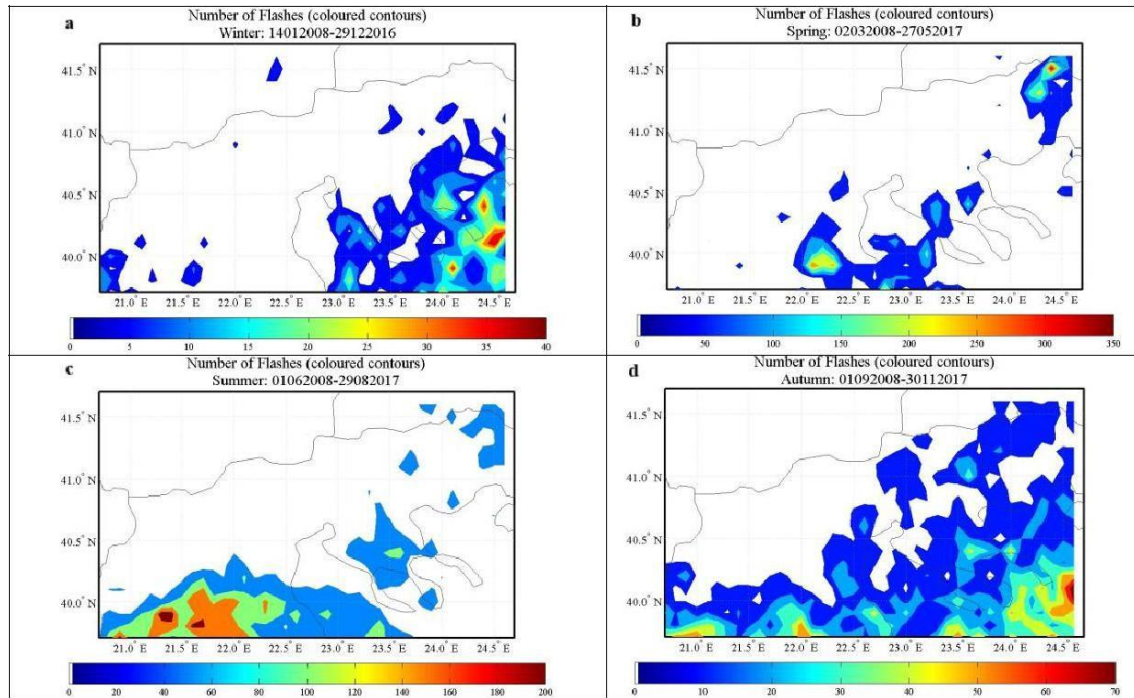 a
Number of Flashes (coloured contours)
Winter: 14012008-29122016
41.5° N
41.0° N
40.5° N
40.0° N
21.0° E 21.5° E 22.0° E 22.5° E 23.0° E 23.5° E 24.0° E 24.5° E
0 5 10 15 20 25 30 35 40
b
Number of Flashes (coloured contours)
Spring: 02032008-27052017
41.5° N
41.0° N
40.5° N
40.0° N
21.0° E 21.5° E 22.0° E 22.5° E 23.0° E 23.5° E 24.0° E 24.5° E
0 50 100 150 200 250 300 350
c
Number of Flashes (coloured contours)
Summer: 01062008-29082017
41.5° N
41.0° N
40.5° N
40.0° N
21.0° E 21.5° E 22.0° E 22.5° E 23.0° E 23.5° E 24.0° E 24.5° E
0 20 40 60 80 100 120 140 160 180 200
d
Number of Flashes (coloured contours)
Autumn: 01092008-30112017
41.5° N
41.0° N
40.5° N
40.0° N
21.0° E 21.5° E 22.0° E 22.5° E 23.0° E 23.5° E 24.0° E 24.5° E
0 10 20 30 40 50 60 70